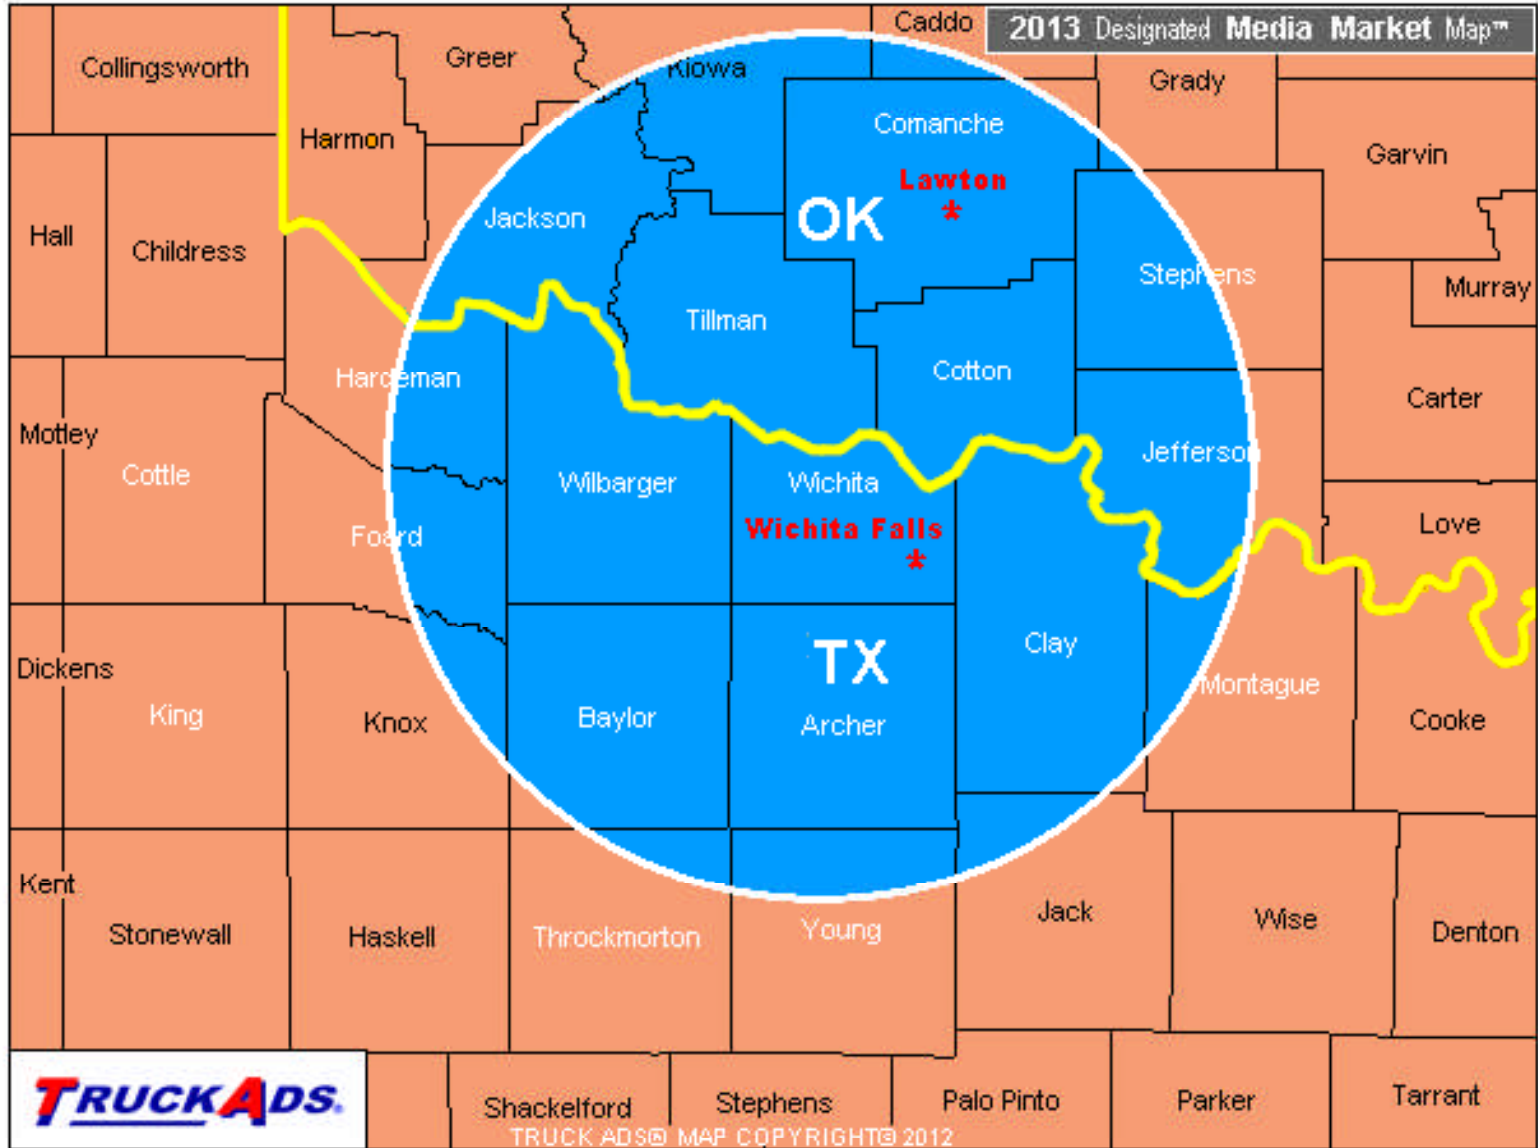 Caddo
2013 Designated Media Market Map™
Collingsworth
Greer
Kiowa
Grady
Comanche
Harmon
Garvin
Lawton
*
OK
Jackson
Hall
Childress
Stephens
Murray
Tillman
Hardeman
Cotton
Carter
Motley
Cottle
Wilbarger
Wichita
Jefferson
Wichita Falls
*
Foard
Love
Clay
TX
Dickens
King
Knox
Baylor
Archer
Montague
Cooke
Kent
Stonewall
Haskell
Throckmorton
Young
Jack
Wise
Denton
TRUCKADS.
Shackelford
Stephens
Palo Pinto
Parker
Tarrant
TRUCK ADS® MAP COPYRIGHT© 2012